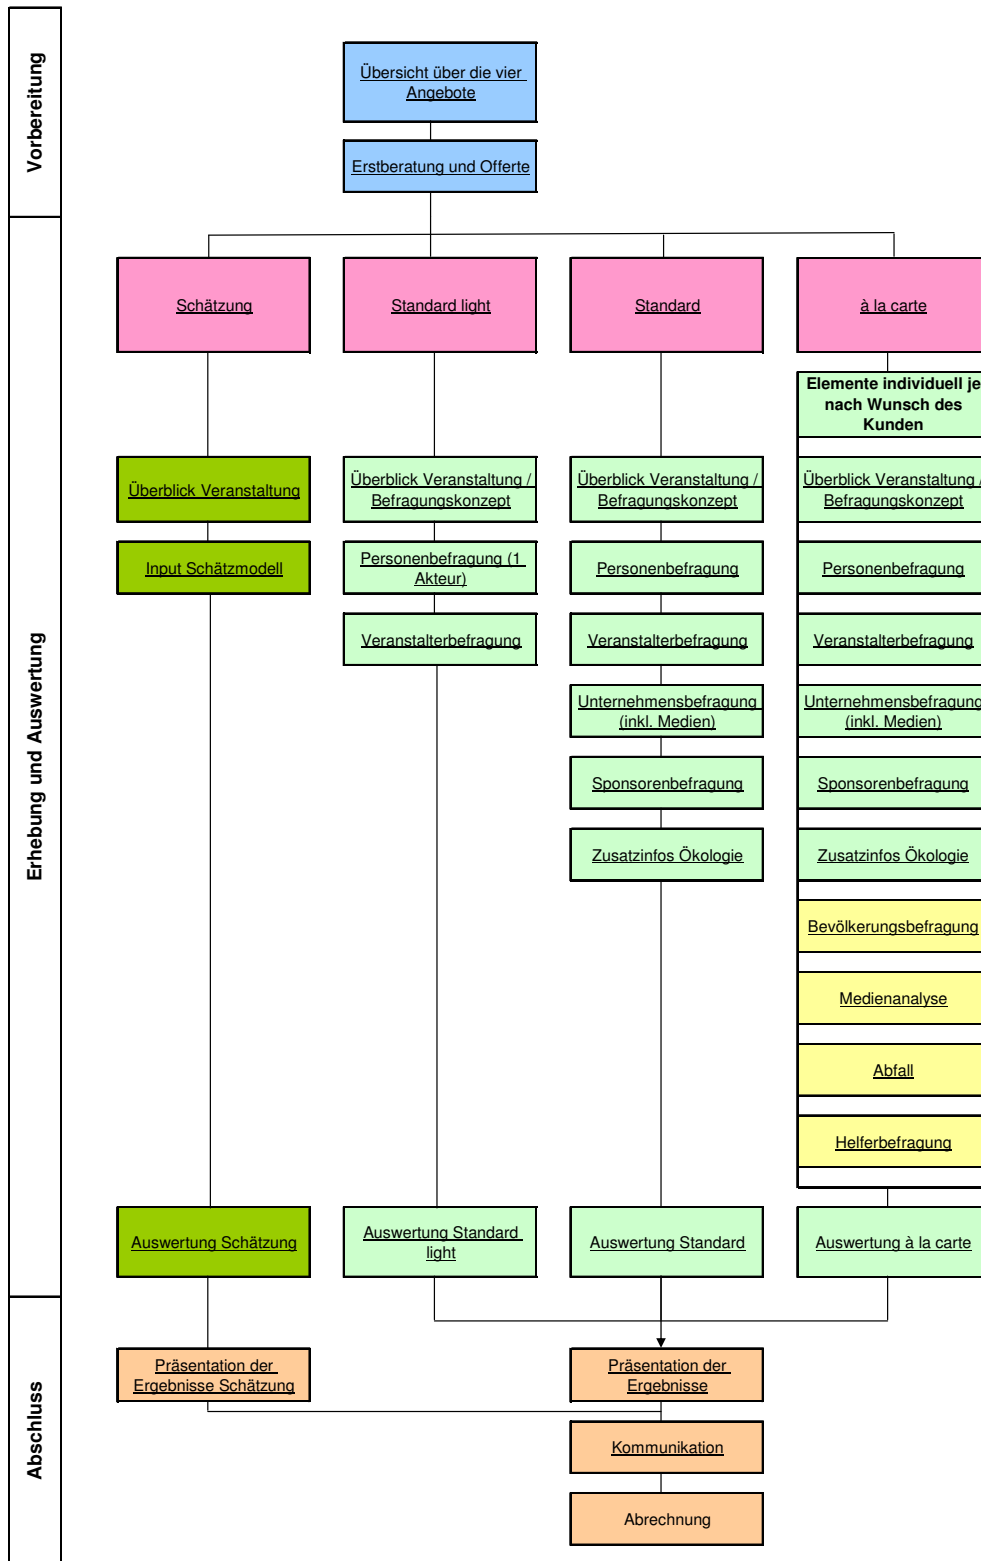 Vorbereitung
Übersicht über die vier
Angebote
Erstberatung und Offerte
Erhebung und Auswertung
Schätzung
Standard light
Standard
à la carte
Elemente individuell je
nach Wunsch des
Kunden
Überblick Veranstaltung
Überblick Veranstaltung /
Befragungskonzept
Überblick Veranstaltung /
Befragungskonzept
Überblick Veranstaltung /
Befragungskonzept
Input Schätzmodell
Personenbefragung (1
Akteur)
Personenbefragung
Personenbefragung
Veranstalterbefragung
Veranstalterbefragung
Veranstalterbefragung
Unternehmensbefragung
(inkl. Medien)
Unternehmensbefragung
(inkl. Medien)
Sponsorenbefragung
Sponsorenbefragung
Zusatzinfos Ökologie
Zusatzinfos Ökologie
Bevölkerungsbefragung
Medienanalyse
Abfall
Helferbefragung
Auswertung Schätzung
Auswertung Standard
light
Auswertung Standard
Auswertung à la carte
Abschluss
Präsentation der
Ergebnisse Schätzung
Präsentation der
Ergebnisse
Kommunikation
Abrechnung